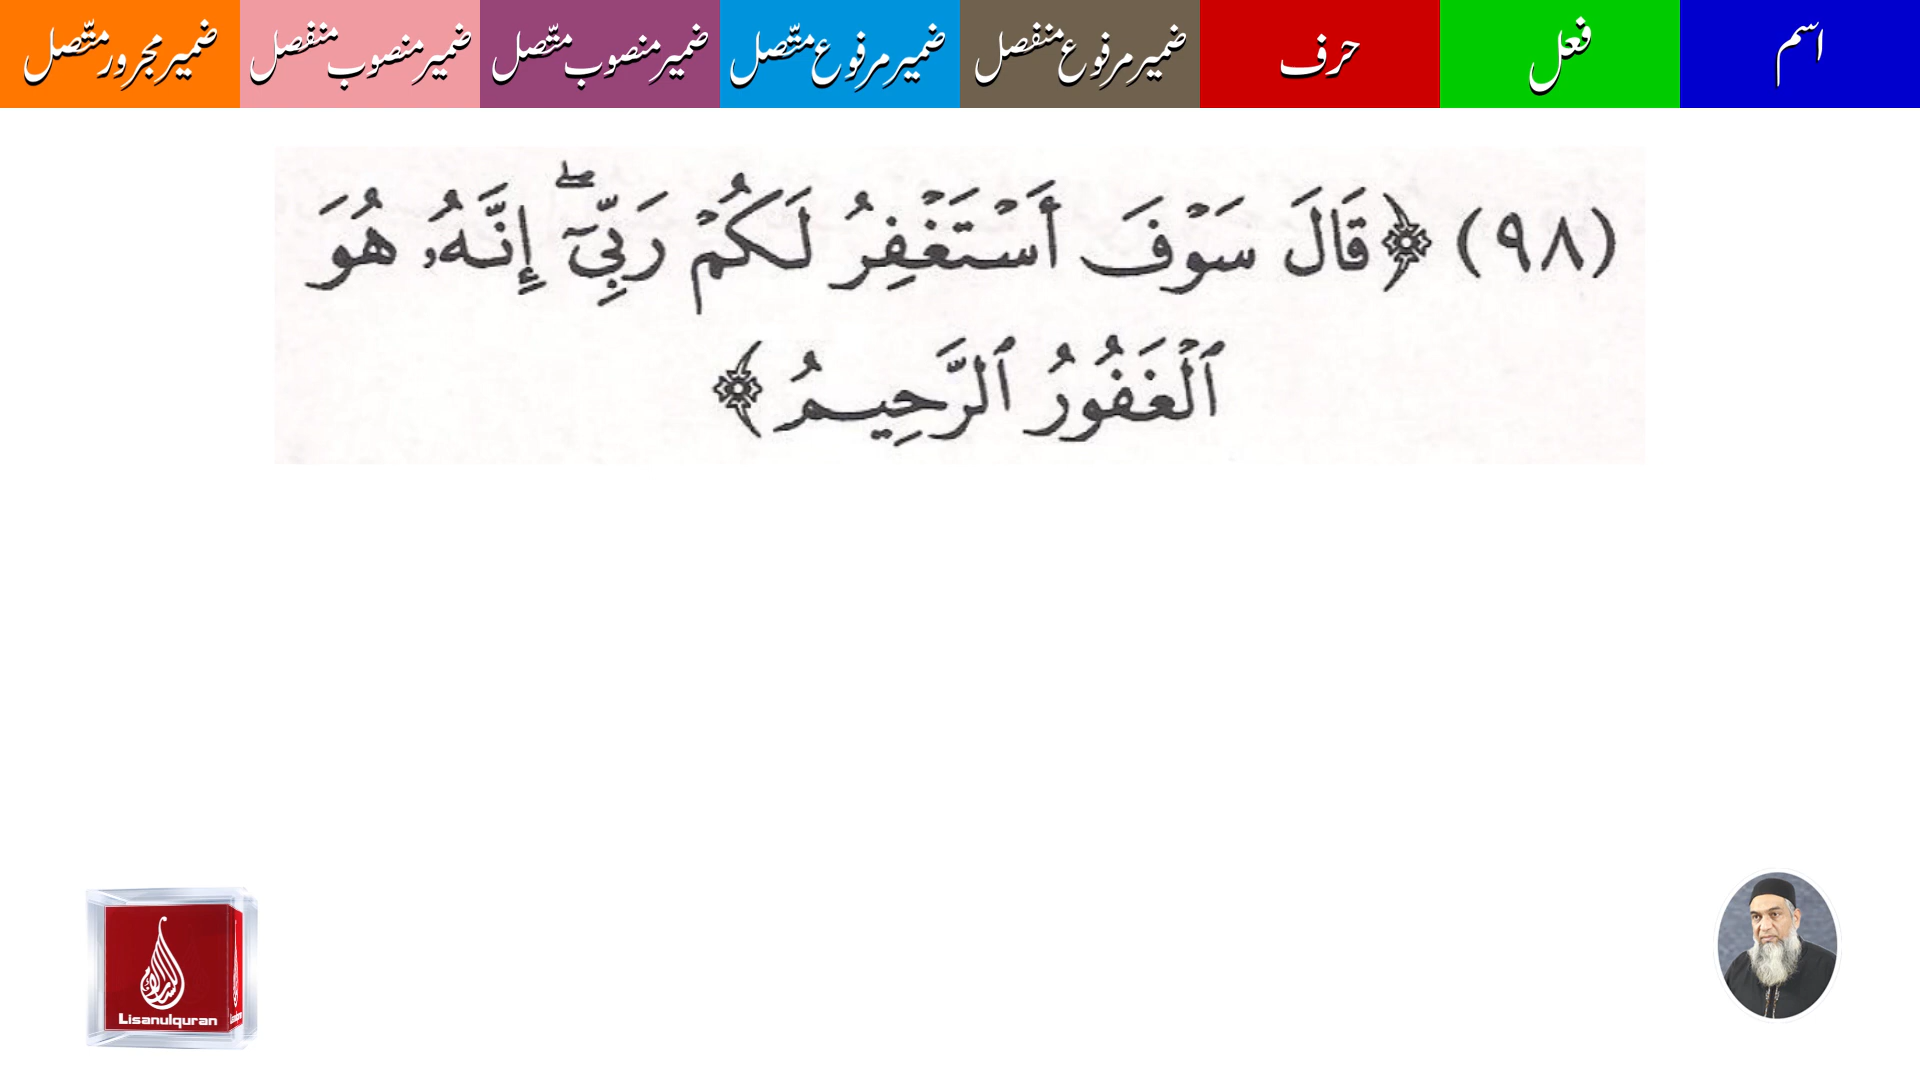 اسم
فعل
حرف
ضمیر مرفوع منفصل
ضمیر مرفوع متّصل
ضمیر منصوب متّصل
ضمیر منصوب منفصل
ضمیر مجرور متّصل
(٩٨) ﴿قَالَ سَوْفَ أَسْتَغْفِرُ لَكُمْ رَبِّيٓ ۖ إِنَّهُۥ هُوَ
ٱلْغَفُورُ ٱلرَّحِيمُ﴾
Lisanulquran